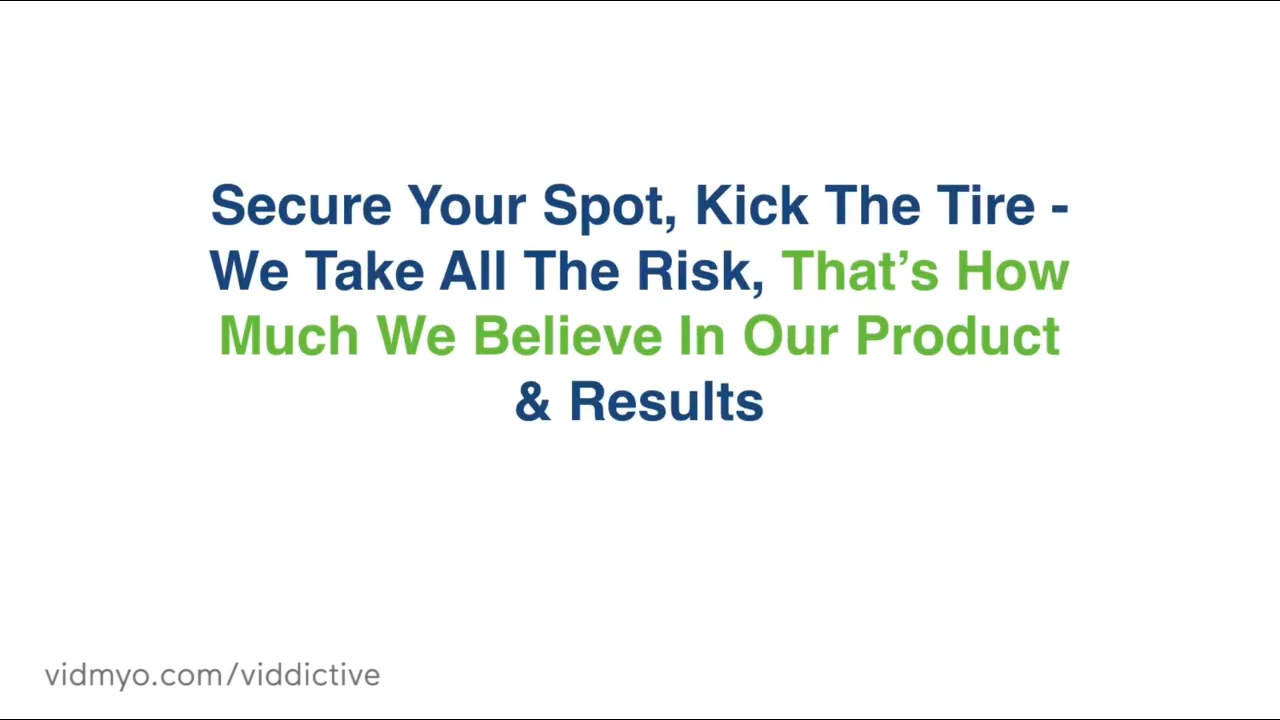 Secure Your Spot, Kick The Tire -
We Take All The Risk, That’s How
Much We Believe In Our Product
& Results
vidmyo.com/viddictive